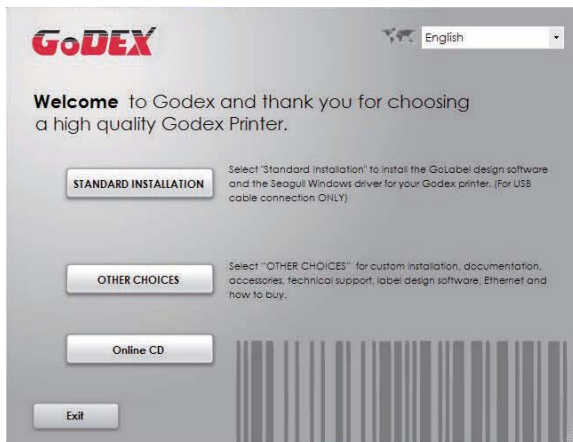 GoDEX
English
Welcome to Godex and thank you for choosing
a high quality Godex Printer.
STANDARD INSTALLATION
Select "Standard Installation" to install the GoLabel design software
and the Seagull Windows driver for your Godex printer. (For USB
cable connection ONLY)
OTHER CHOICES
Select "OTHER CHOICES" for custom installation, documentation,
accessories, technical support, label design software, Ethernet and
how to buy.
Online CD
Exit